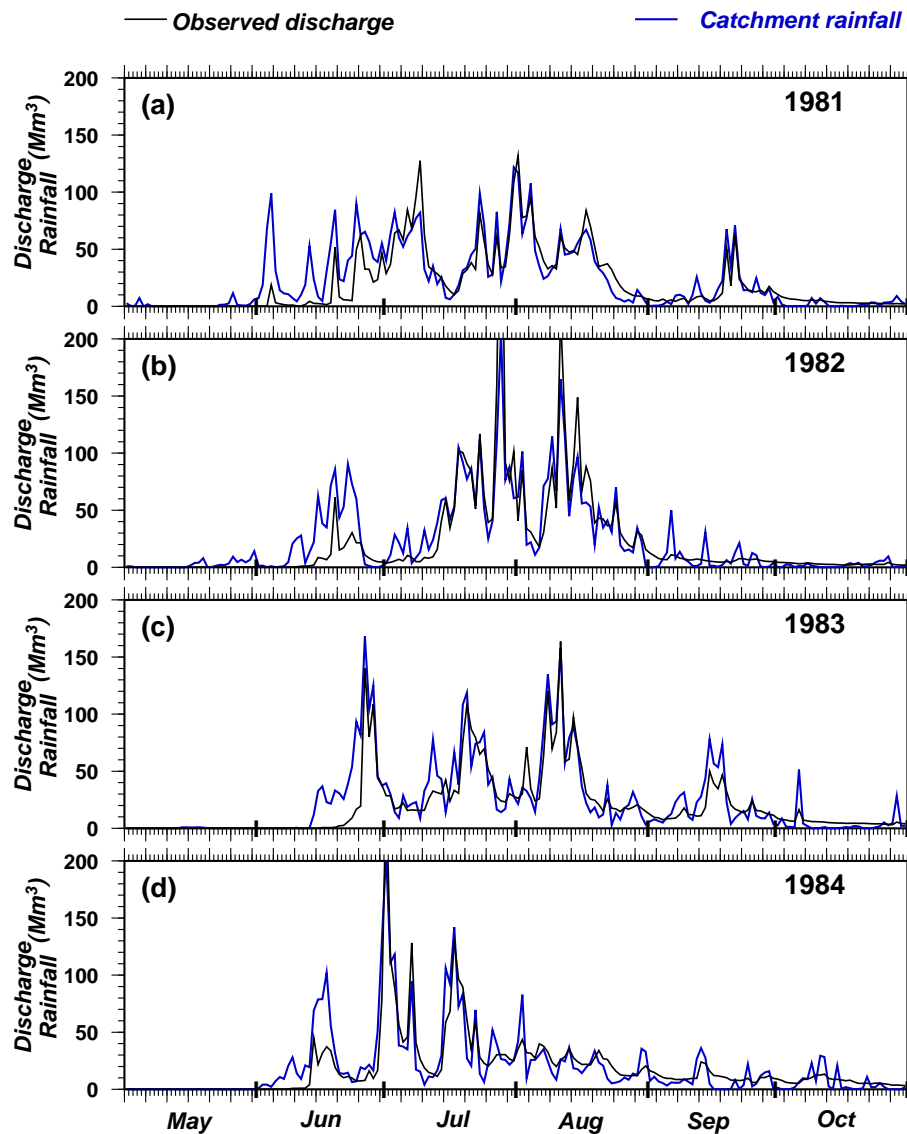 Observed discharge Catchment rainfall
200
150
100
50
0
Discharge
Rainfall (Mm³)
(a)
1981
200
150
100
50
0
Discharge
Rainfall (Mm³)
(b)
1982
200
150
100
50
0
Discharge
Rainfall (Mm³)
(c)
1983
200
150
100
50
0
Discharge
Rainfall (Mm³)
(d)
1984
May Jun Jul Aug Sep Oct